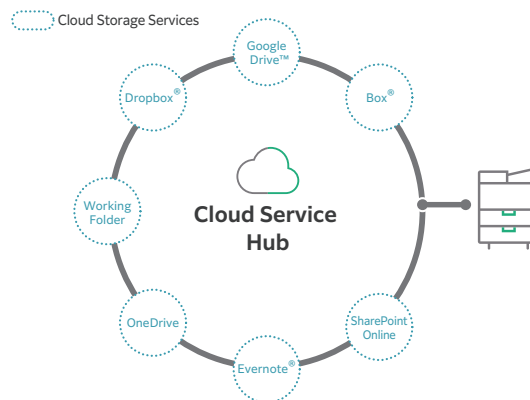 Cloud Storage Services
Google
Drive™
Dropbox®
Box®
Working
Folder
Cloud Service
Hub
OneDrive
SharePoint
Online
Evernote®